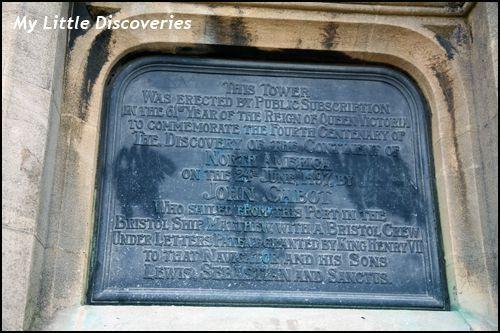 My Little Discoveries
This Tower
Was erected by Public Subscription
in the 61st Year of the Reign of Queen Victoria
to commemorate the Fourth Centenary of
The Discovery of the Continent of
North America
on the 24th June, 1497, by
John Cabot
Who sailed from this Port in the
Bristol Ship Matthew, with a Bristol Crew
Under Letters Patent granted by King Henry VII
to that Navigator and his Sons
Lewis, Sebastian and Sanctus.